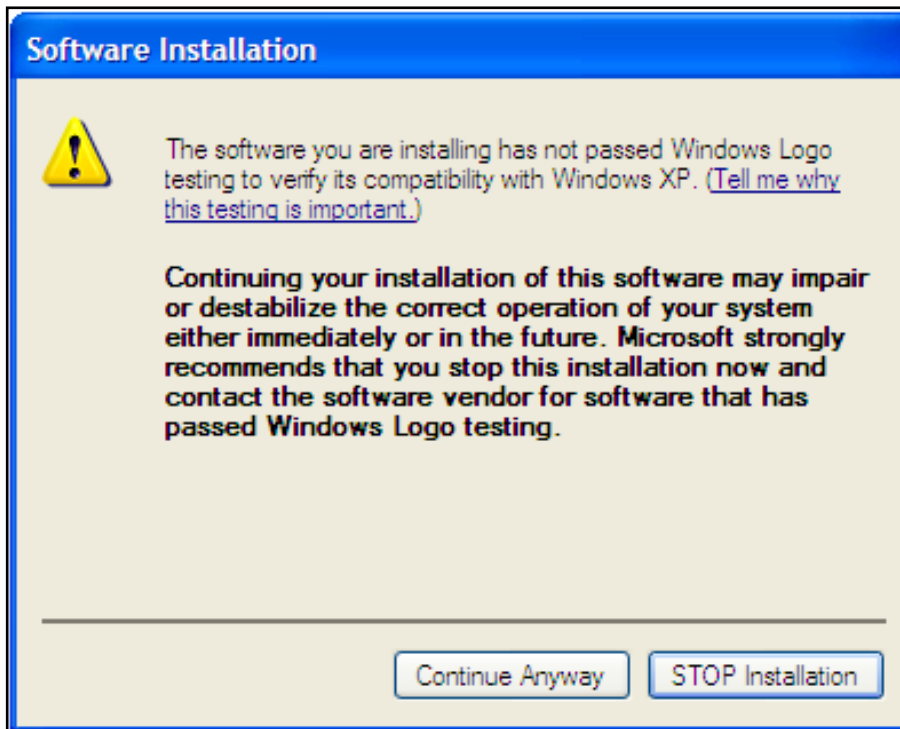 Software Installation
The software you are installing has not passed Windows Logo
testing to verify its compatibility with Windows XP. (Tell me why
this testing is important.)
Continuing your installation of this software may impair
or destabilize the correct operation of your system
either immediately or in the future. Microsoft strongly
recommends that you stop this installation now and
contact the software vendor for software that has
passed Windows Logo testing.
Continue Anyway
STOP Installation